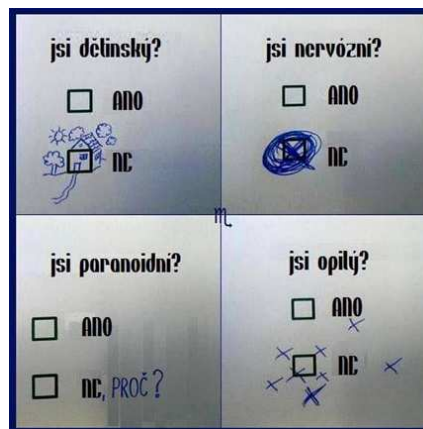 jsi dětinský?
ANO
NE
jsi nervózní?
ANO
NE
jsi paranoidní?
ANO
NE, PROČ?
jsi opilý?
ANO
NE